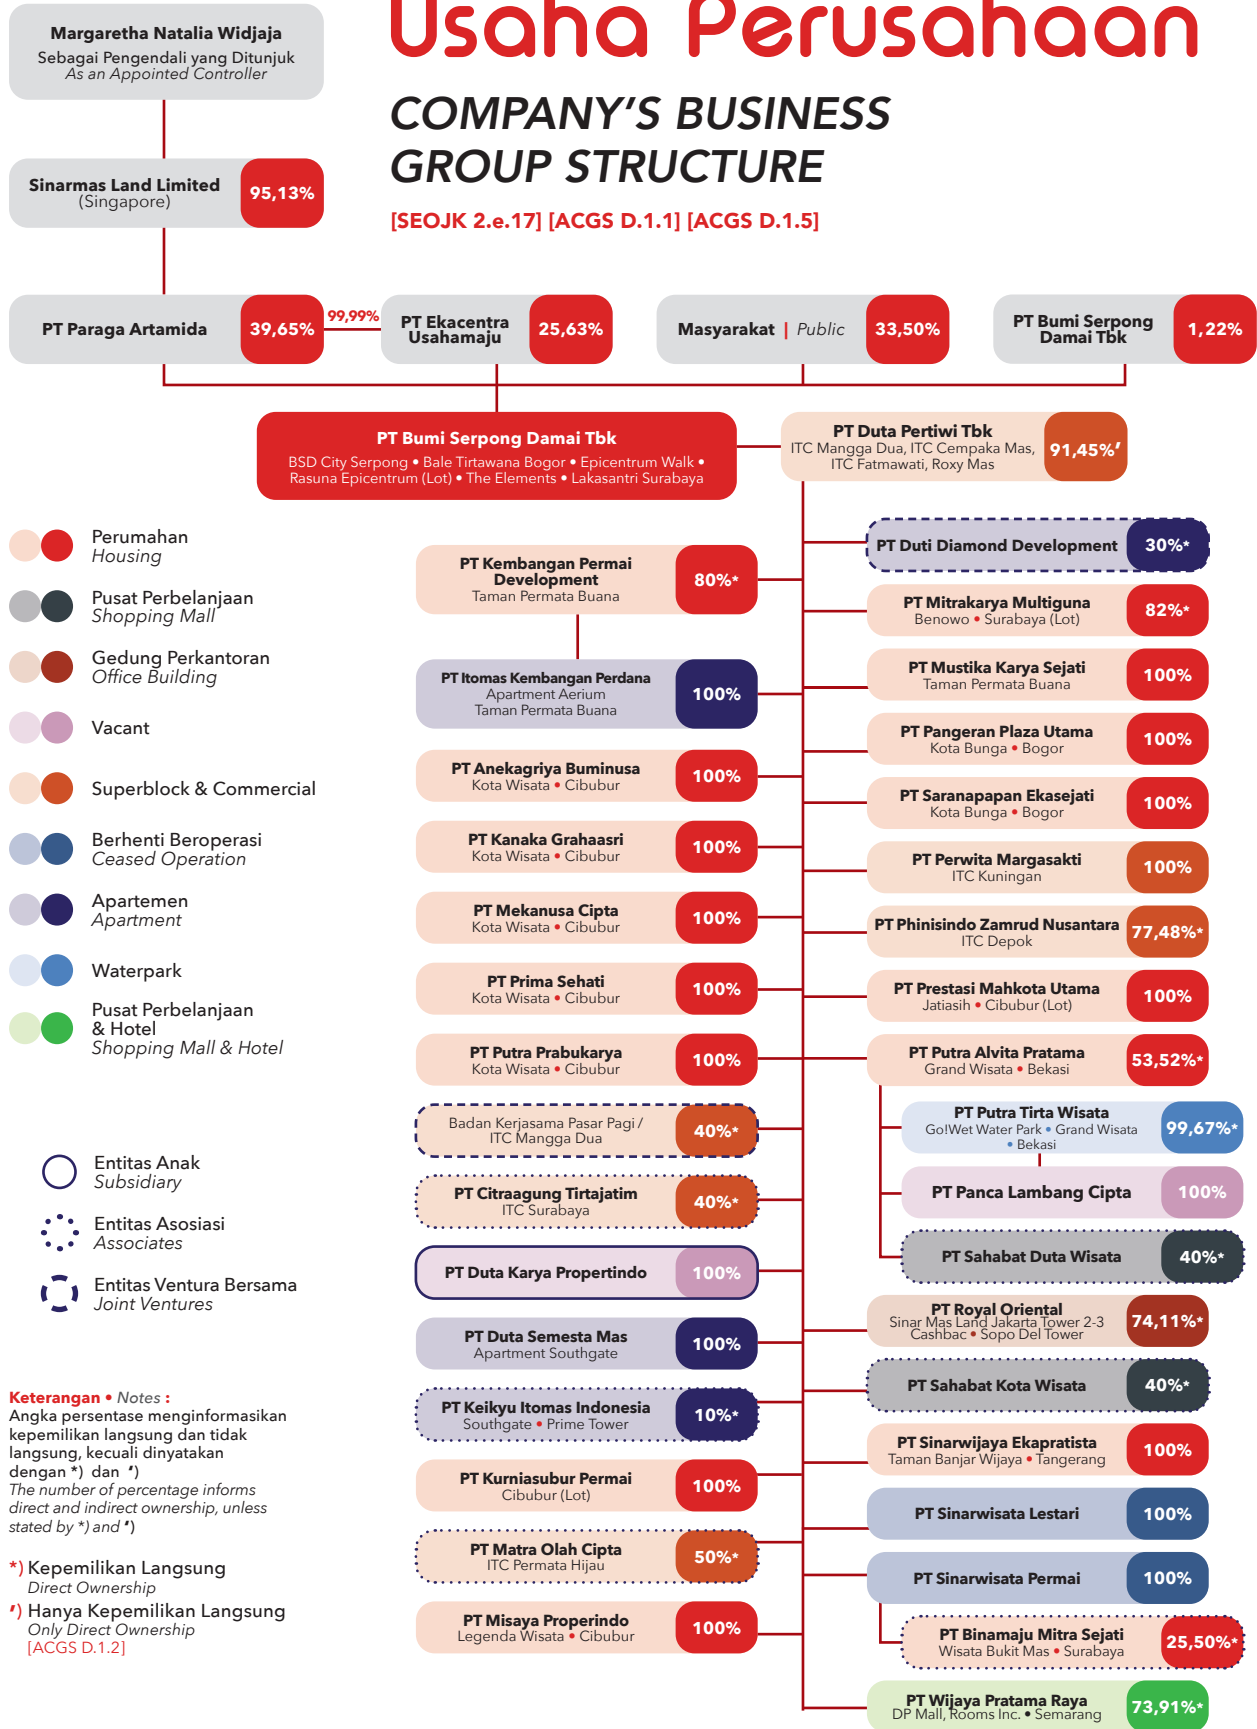 Usaha Perusahaan
COMPANY'S BUSINESS
GROUP STRUCTURE
[SEOJK 2.e.17] [ACGS D.1.1] [ACGS D.1.5]
Margaretha Natalia Widjaja
Sebagai Pengendali yang Ditunjuk
As an Appointed Controller
Sinarmas Land Limited
(Singapore)
95,13%
PT Paraga Artamida
39,65%
99,99%
PT Ekacentra
Usahamaju
25,63%
Masyarakat | Public
33,50%
PT Bumi Serpong
Damai Tbk
1,22%
PT Bumi Serpong Damai Tbk
BSD City Serpong • Bale Tirtawana Bogor • Epicentrum Walk •
Rasuna Epicentrum (Lot) • The Elements • Lakasantri Surabaya
PT Duta Pertiwi Tbk
ITC Mangga Dua, ITC Cempaka Mas,
ITC Fatmawati, Roxy Mas
91,45%′
Perumahan
Housing
Pusat Perbelanjaan
Shopping Mall
Gedung Perkantoran
Office Building
Vacant
Superblock & Commercial
Berhenti Beroperasi
Ceased Operation
Apartemen
Apartment
Waterpark
Pusat Perbelanjaan
& Hotel
Shopping Mall & Hotel
Entitas Anak
Subsidiary
Entitas Asosiasi
Associates
Entitas Ventura Bersama
Joint Ventures
Keterangan • Notes :
Angka persentase menginformasikan
kepemilikan langsung dan tidak
langsung, kecuali dinyatakan
dengan *) dan ′)
The number of percentage informs
direct and indirect ownership, unless
stated by *) and ′)
*) Kepemilikan Langsung
Direct Ownership
′) Hanya Kepemilikan Langsung
Only Direct Ownership
[ACGS D.1.2]
PT Kembangan Permai
Development
Taman Permata Buana
80%*
PT Itomas Kembangan Perdana
Apartment Aerium
Taman Permata Buana
100%
PT Anekagriya Buminusa
Kota Wisata • Cibubur
100%
PT Kanaka Grahaasri
Kota Wisata • Cibubur
100%
PT Mekanusa Cipta
Kota Wisata • Cibubur
100%
PT Prima Sehati
Kota Wisata • Cibubur
100%
PT Putra Prabukarya
Kota Wisata • Cibubur
100%
Badan Kerjasama Pasar Pagi /
ITC Mangga Dua
40%*
PT Citraagung Tirtajatim
ITC Surabaya
40%*
PT Duta Karya Propertindo
100%
PT Duta Semesta Mas
Apartment Southgate
100%
PT Keikyu Itomas Indonesia
Southgate • Prime Tower
10%*
PT Kurniasubur Permai
Cibubur (Lot)
100%
PT Matra Olah Cipta
ITC Permata Hijau
50%*
PT Misaya Properindo
Legenda Wisata • Cibubur
100%
PT Duti Diamond Development
30%*
PT Mitrakarya Multiguna
Benowo • Surabaya (Lot)
82%*
PT Mustika Karya Sejati
Taman Permata Buana
100%
PT Pangeran Plaza Utama
Kota Bunga • Bogor
100%
PT Saranapapan Ekasejati
Kota Bunga • Bogor
100%
PT Perwita Margasakti
ITC Kuningan
100%
PT Phinisindo Zamrud Nusantara
ITC Depok
77,48%*
PT Prestasi Mahkota Utama
Jatiasih • Cibubur (Lot)
100%
PT Putra Alvita Pratama
Grand Wisata • Bekasi
53,52%*
PT Putra Tirta Wisata
Go!Wet Water Park • Grand Wisata
• Bekasi
99,67%*
PT Panca Lambang Cipta
100%
PT Sahabat Duta Wisata
40%*
PT Royal Oriental
Sinar Mas Land Jakarta Tower 2-3
Cashbac • Sopo Del Tower
74,11%*
PT Sahabat Kota Wisata
40%*
PT Sinarwijaya Ekapratista
Taman Banjar Wijaya • Tangerang
100%
PT Sinarwisata Lestari
100%
PT Sinarwisata Permai
100%
PT Binamaju Mitra Sejati
Wisata Bukit Mas • Surabaya
25,50%*
PT Wijaya Pratama Raya
DP Mall, Rooms Inc. • Semarang
73,91%*